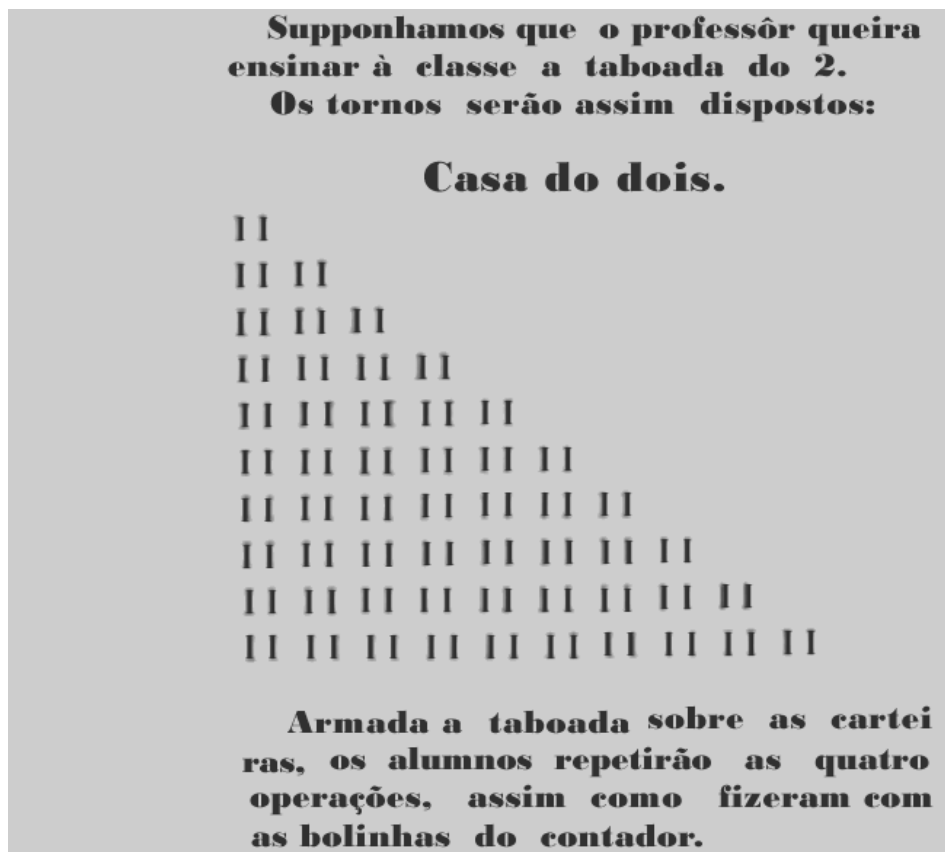 Supponhamos que o professôr queira
ensinar à classe a taboada do 2.
Os tornos serão assim dispostos:
Casa do dois.
I I
I I I I
I I I I I I
I I I I I I I I
I I I I I I I I I I
I I I I I I I I I I I I
I I I I I I I I I I I I I I
I I I I I I I I I I I I I I I I
I I I I I I I I I I I I I I I I I I
I I I I I I I I I I I I I I I I I I I I
Armada a taboada sobre as cartei
ras, os alumnos repetirão as quatro
operações, assim como fizeram com
as bolinhas do contador.